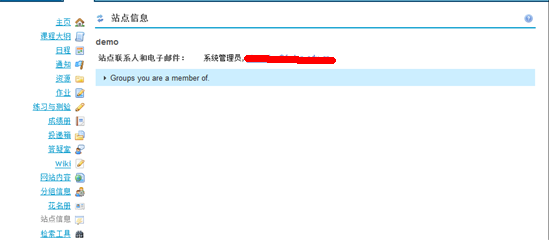 主页
课程大纲
日程
通知
资源
作业
练习与测验
成绩册
投递箱
答疑室
Wiki
网站内容
分组信息
花名册
站点信息
检索工具
站点信息
demo
站点联系人和电子邮件： 系统管理员,
Groups you are a member of.